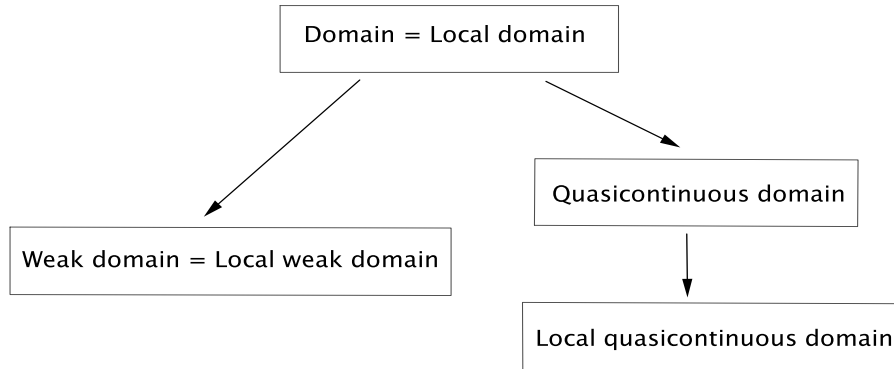 Domain = Local domain
Quasicontinuous domain
Weak domain = Local weak domain
Local quasicontinuous domain